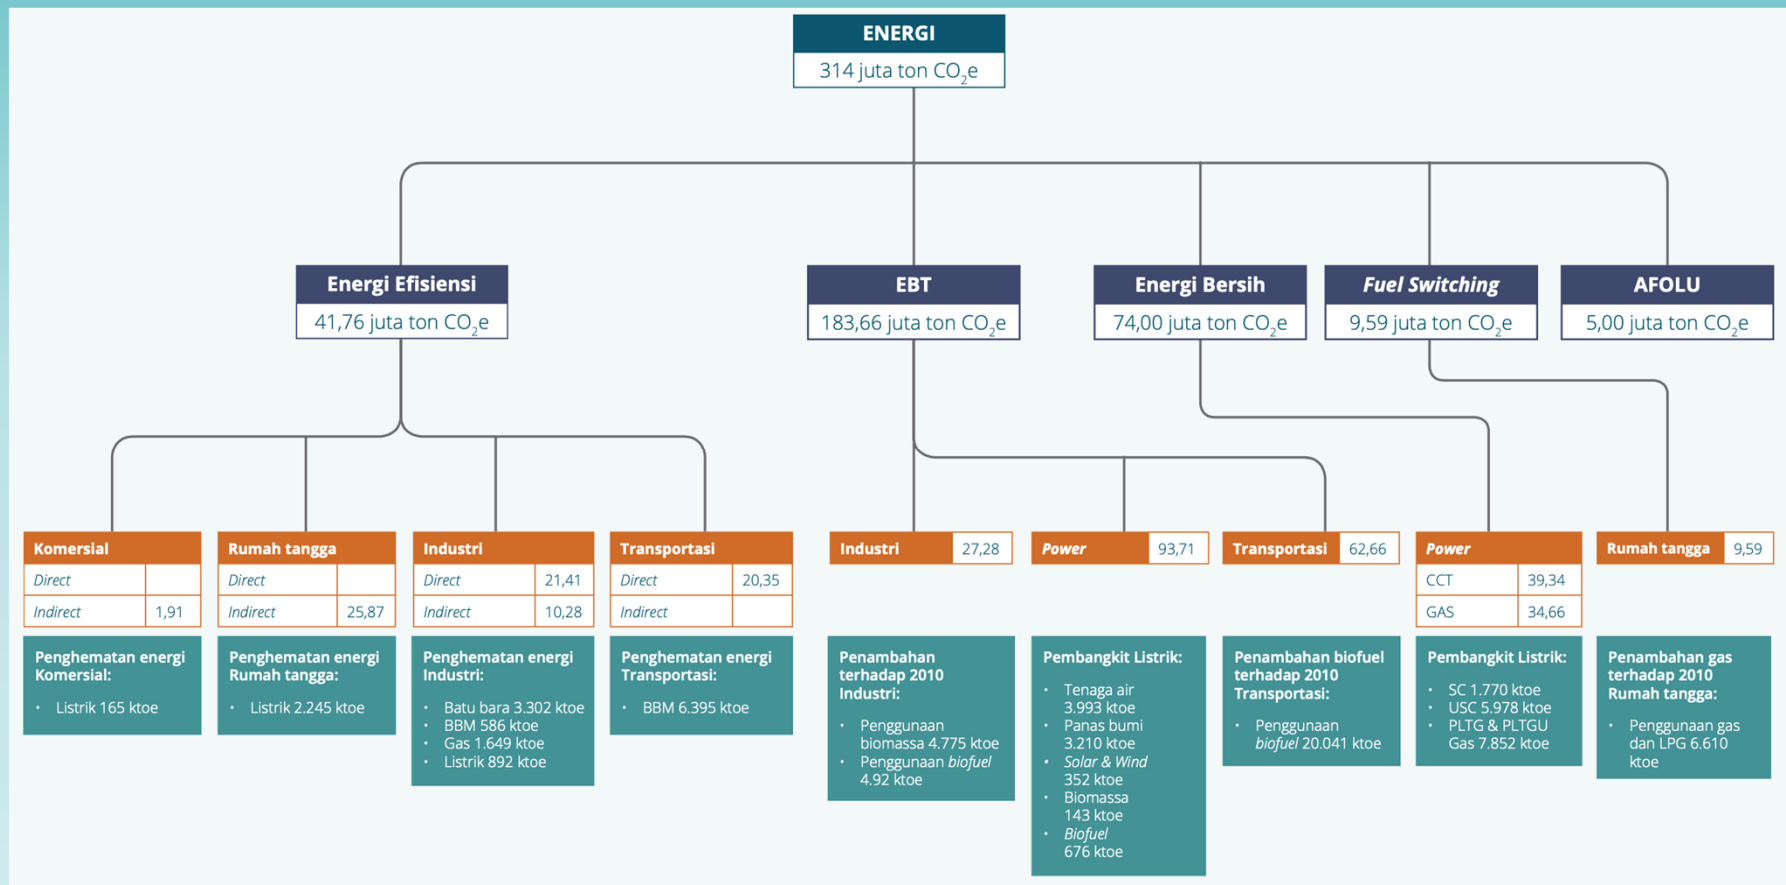 ENERGI
314 juta ton CO₂e
Energi Efisiensi
41,76 juta ton CO₂e
EBT
183,66 juta ton CO₂e
Energi Bersih
74,00 juta ton CO₂e
Fuel Switching
9,59 juta ton CO₂e
AFOLU
5,00 juta ton CO₂e
Komersial
Direct
Indirect 1,91
Penghematan energi
Komersial:
• Listrik 165 ktoe
Rumah tangga
Direct
Indirect 25,87
Penghematan energi
Rumah tangga:
• Listrik 2.245 ktoe
Industri
Direct 21,41
Indirect 10,28
Penghematan energi
Industri:
• Batu bara 3.302 ktoe
• BBM 586 ktoe
• Gas 1.649 ktoe
• Listrik 892 ktoe
Transportasi
Direct 20,35
Indirect
Penghematan energi
Transportasi:
• BBM 6.395 ktoe
Industri 27,28
Penambahan
terhadap 2010
Industri:
• Penggunaan
biomassa 4.775 ktoe
• Penggunaan biofuel
4.92 ktoe
Power 93,71
Pembangkit Listrik:
• Tenaga air
3.993 ktoe
• Panas bumi
3.210 ktoe
• Solar & Wind
352 ktoe
• Biomassa
143 ktoe
• Biofuel
676 ktoe
Transportasi 62,66
Penambahan biofuel
terhadap 2010
Transportasi:
• Penggunaan
biofuel 20.041 ktoe
Power
CCT 39,34
GAS 34,66
Pembangkit Listrik:
• SC 1.770 ktoe
• USC 5.978 ktoe
• PLTG & PLTGU
Gas 7.852 ktoe
Rumah tangga 9,59
Penambahan gas
terhadap 2010
Rumah tangga:
• Penggunaan gas
dan LPG 6.610
ktoe